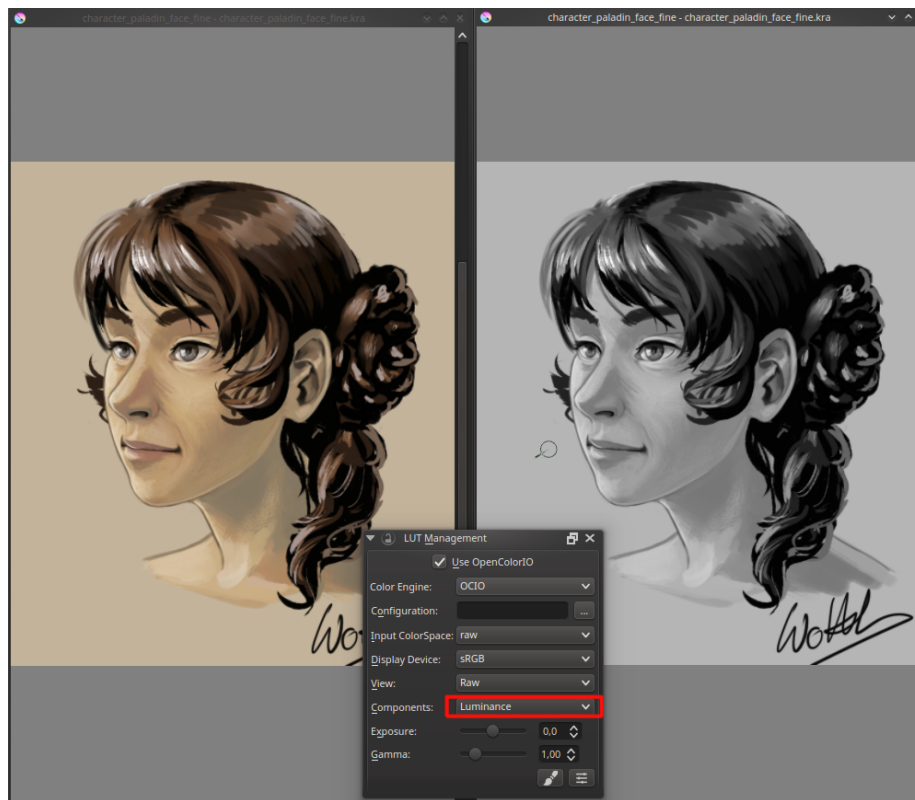 character_paladin_face_fine - character_paladin_face_fine.kra
character_paladin_face_fine - character_paladin_face_fine.kra
LUT Management
Use OpenColorIO
Color Engine: OCIO
Configuration: ...
Input ColorSpace: raw
Display Device: sRGB
View: Raw
Components: Luminance
Exposure: 0,0
Gamma: 1,00